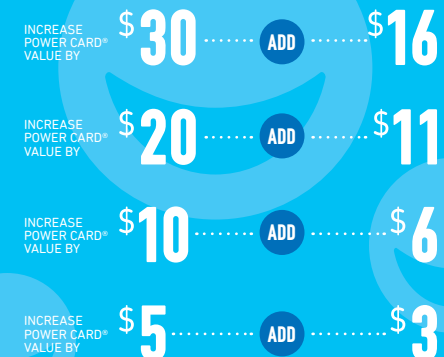 INCREASE
POWER CARD®
VALUE BY
$30 ADD $16
INCREASE
POWER CARD®
VALUE BY
$20 ADD $11
INCREASE
POWER CARD®
VALUE BY
$10 ADD $6
INCREASE
POWER CARD®
VALUE BY
$5 ADD $3